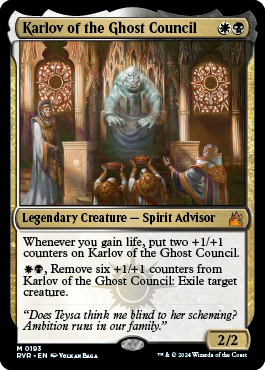 Karlov of the Ghost Council
Legendary Creature — Spirit Advisor
Whenever you gain life, put two +1/+1
counters on Karlov of the Ghost Council.
, Remove six +1/+1 counters from
Karlov of the Ghost Council: Exile target
creature.
“Does Teysa think me blind to her scheming?
Ambition runs in our family.”
2/2
M 0193
RVR • EN Volkan Baǵa
™ & © 2024 Wizards of the Coast